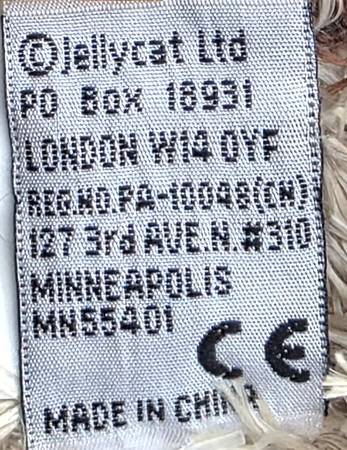 ©Jellycat Ltd
PO BOX 18931
LONDON W14 0YF
REG.NO.PA-10048(CN)
127 3rd AVE.N. #310
MINNEAPOLIS
MN55401
CE
MADE IN CHINA